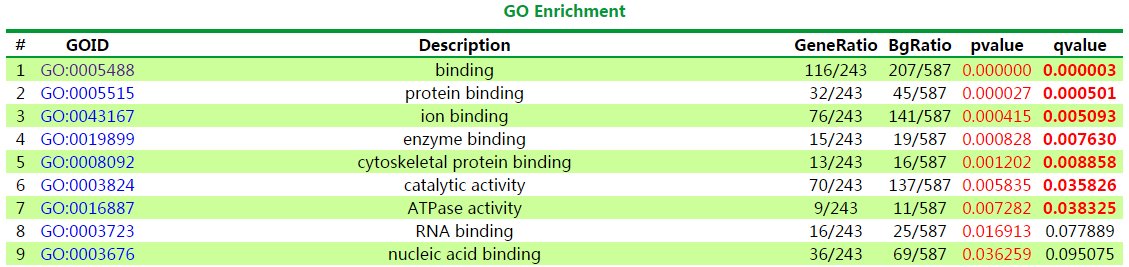 GO Enrichment
# GOID Description GeneRatio BgRatio pvalue qvalue
1 GO:0005488 binding 116/243 207/587 0.000000 0.000003
2 GO:0005515 protein binding 32/243 45/587 0.000027 0.000501
3 GO:0043167 ion binding 76/243 141/587 0.000415 0.005093
4 GO:0019899 enzyme binding 15/243 19/587 0.000828 0.007630
5 GO:0008092 cytoskeletal protein binding 13/243 16/587 0.001202 0.008858
6 GO:0003824 catalytic activity 70/243 137/587 0.005835 0.035826
7 GO:0016887 ATPase activity 9/243 11/587 0.007282 0.038325
8 GO:0003723 RNA binding 16/243 25/587 0.016913 0.077889
9 GO:0003676 nucleic acid binding 36/243 69/587 0.036259 0.095075